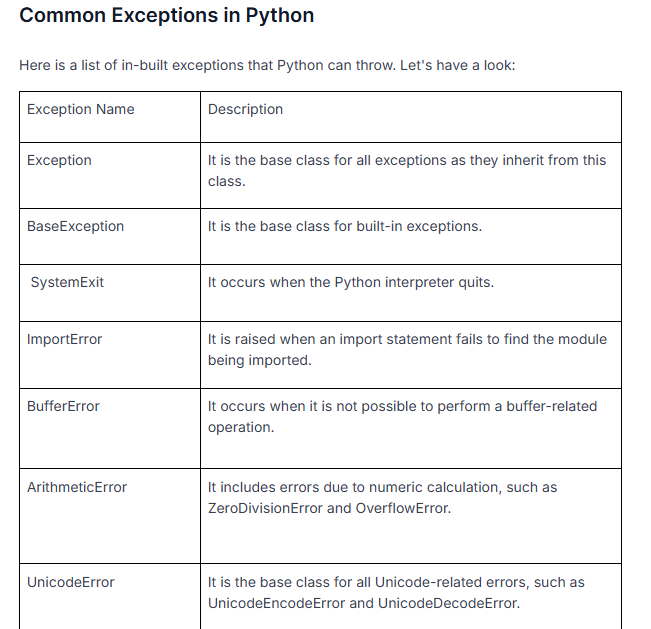 Common Exceptions in Python
Here is a list of in-built exceptions that Python can throw. Let's have a look:
Exception Name
Description
Exception
It is the base class for all exceptions as they inherit from this
class.
BaseException
It is the base class for built-in exceptions.
SystemExit
It occurs when the Python interpreter quits.
ImportError
It is raised when an import statement fails to find the module
being imported.
BufferError
It occurs when it is not possible to perform a buffer-related
operation.
ArithmeticError
It includes errors due to numeric calculation, such as
ZeroDivisionError and OverflowError.
UnicodeError
It is the base class for all Unicode-related errors, such as
UnicodeEncodeError and UnicodeDecodeError.